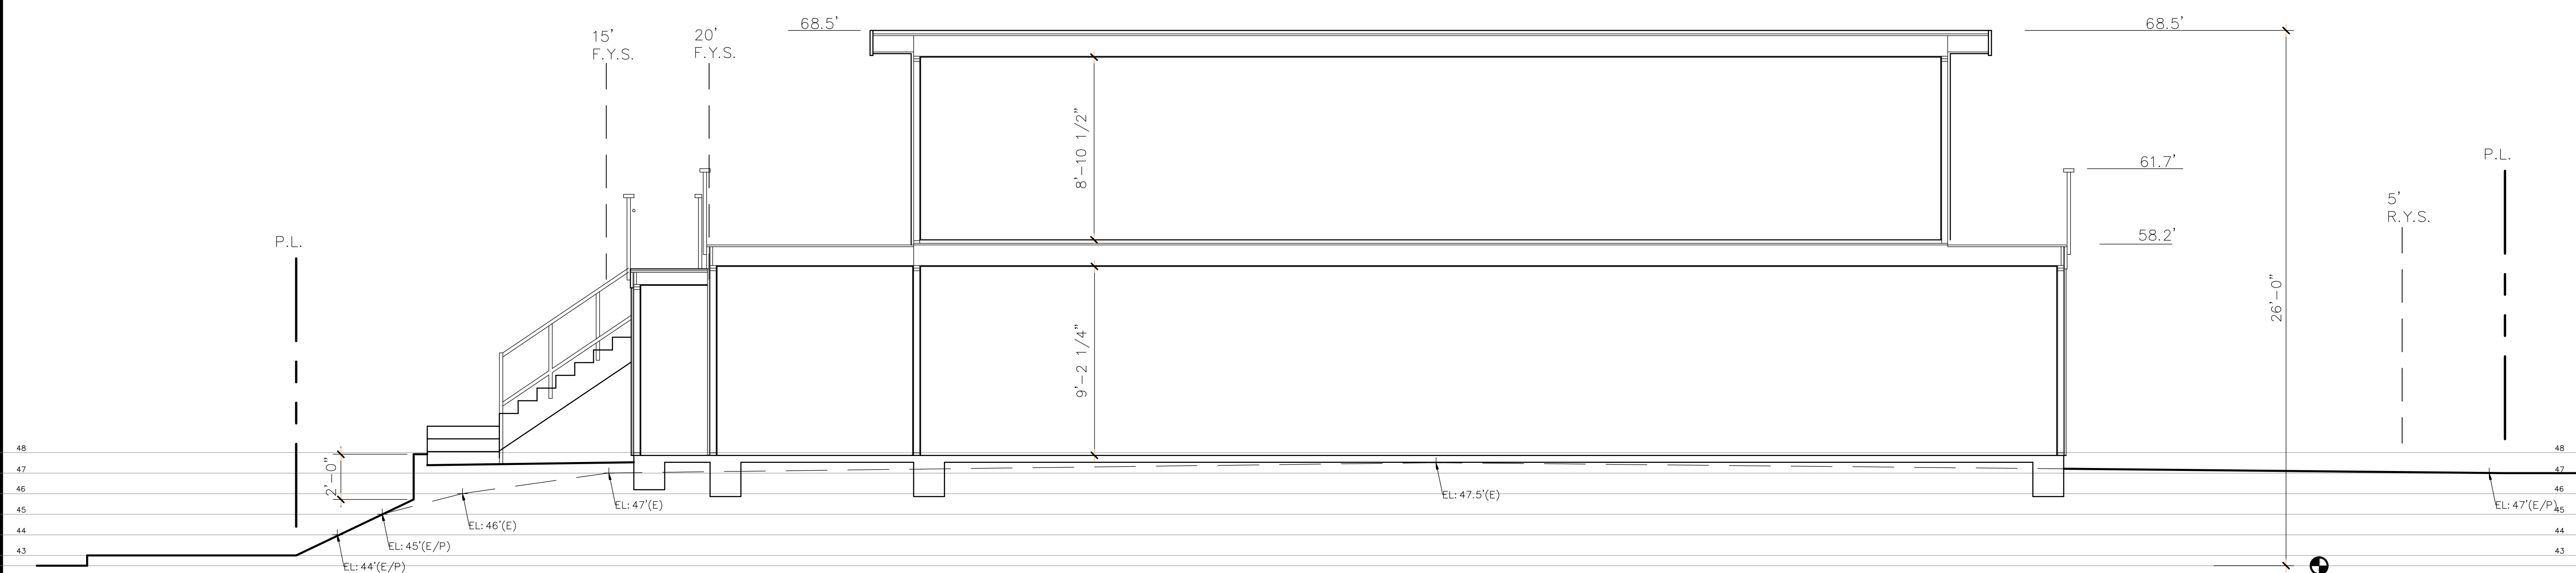 15'
F.Y.S.
20'
F.Y.S.
68.5'
68.5'
8'-10 1/2"
61.7'
P.L.
5'
R.Y.S.
58.2'
P.L.
26'-0"
9'-2 1/4"
2'-0"
48
47
46
45
44
43
48
47
46
45
44
43
EL: 47'(E)
EL: 46'(E)
EL: 45'(E/P)
EL: 44'(E/P)
EL: 47.5'(E)
EL: 47'(E/P)